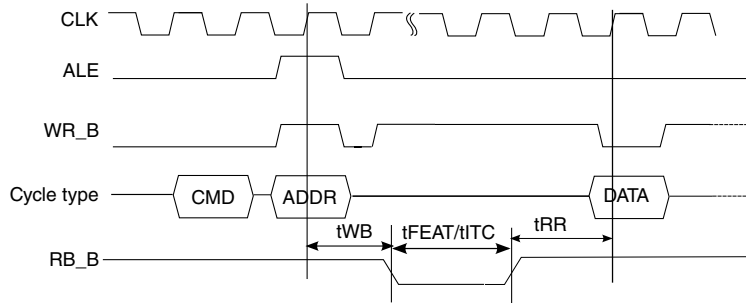 CLK
ALE
WR_B
Cycle type CMD ADDR DATA
tWB tFEAT/tITC tRR
RB_B